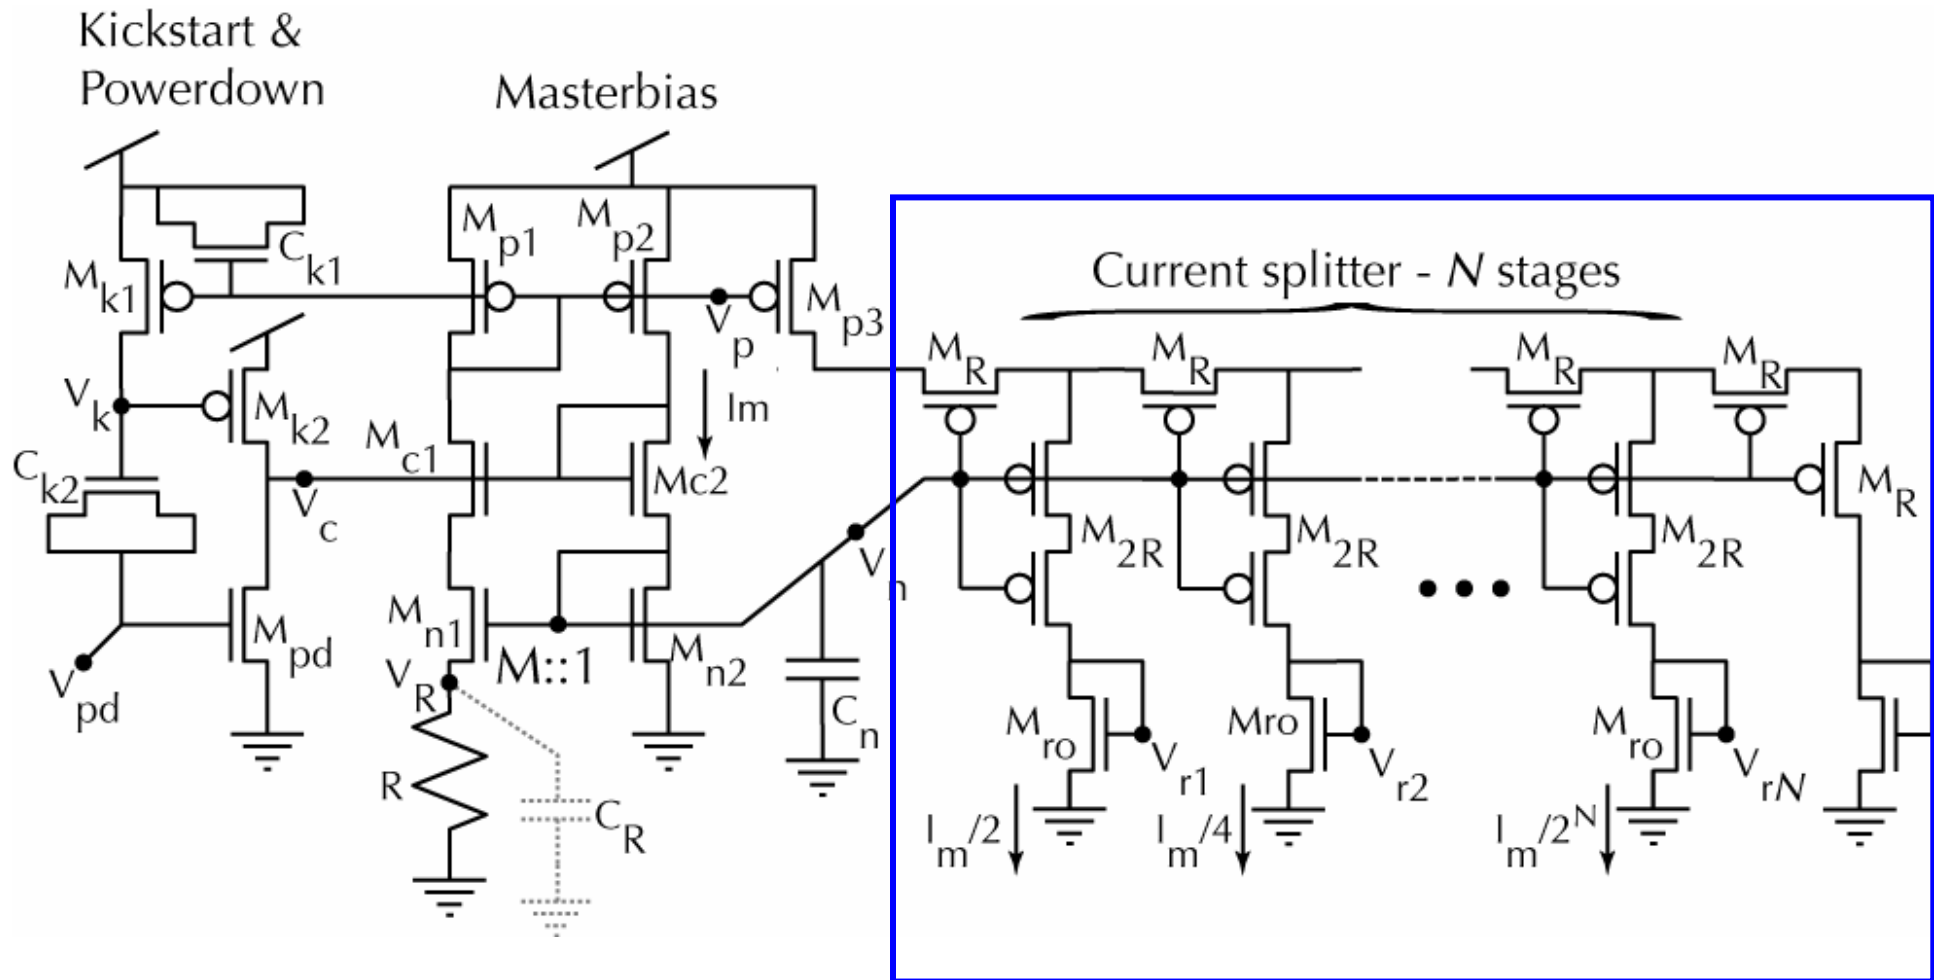 Kickstart &
Powerdown
Masterbias
Current splitter - N stages
Mk1
Ck1
Mp1
Mp2
Vp
Mp3
Vk
Mk2
Ck2
Vc
Mc1
Im
Mc2
Vpd
Mpd
Mn1
M::1
Mn2
VR
R
CR
Vn
Cn
MR
MR
MR
MR
MR
M2R
M2R
M2R
Mro
Mro
Mro
Vr1
Vr2
VrN
Im/2
Im/4
Im/2N